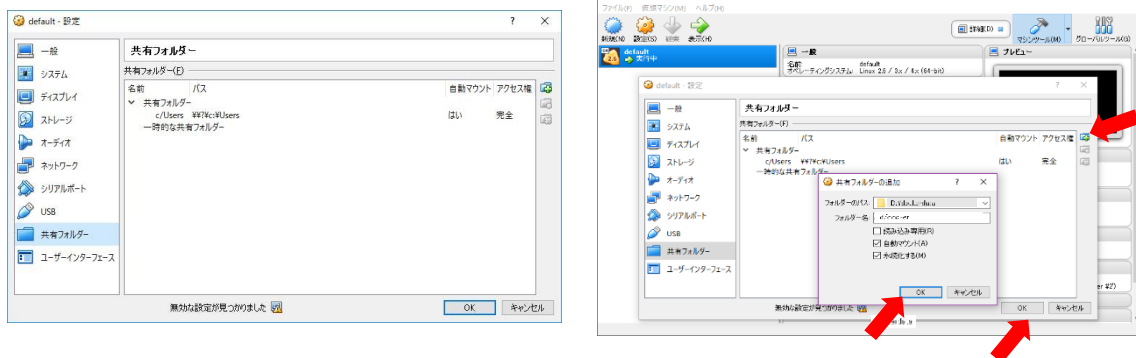 default - 設定
一般
システム
ディスプレイ
ストレージ
オーディオ
ネットワーク
シリアルポート
USB
共有フォルダー
ユーザーインターフェース
共有フォルダー
共有フォルダー(F)
名前 パス 自動マウント アクセス権
共有フォルダー
c/Users ¥¥?¥c:¥Users はい 完全
一時的な共有フォルダー
無効な設定が見つかりました
OK キャンセル
ファイル(F) 仮想マシン(M) ヘルプ(H)
新規(N) 設定(S) 表示(H)
詳細(D) マシンツール(M) グローバルツール(G)
default
実行中
一般
名前 default
オペレーティングシステム: Linux 2.6 / 3.x / 4.x (64-bit)
プレビュー
default - 設定
一般
システム
ディスプレイ
ストレージ
オーディオ
ネットワーク
シリアルポート
USB
共有フォルダー
ユーザーインターフェース
共有フォルダー
共有フォルダー(F)
名前 パス 自動マウント アクセス権
共有フォルダー
c/Users ¥¥?¥c:¥Users はい 完全
一時的な共有フォルダー
共有フォルダーの追加
フォルダーのパス:
フォルダー名:
読み込み専用(R)
自動マウント(A)
永続化する(M)
OK キャンセル
無効な設定が見つかりました
OK キャンセル
er #2)